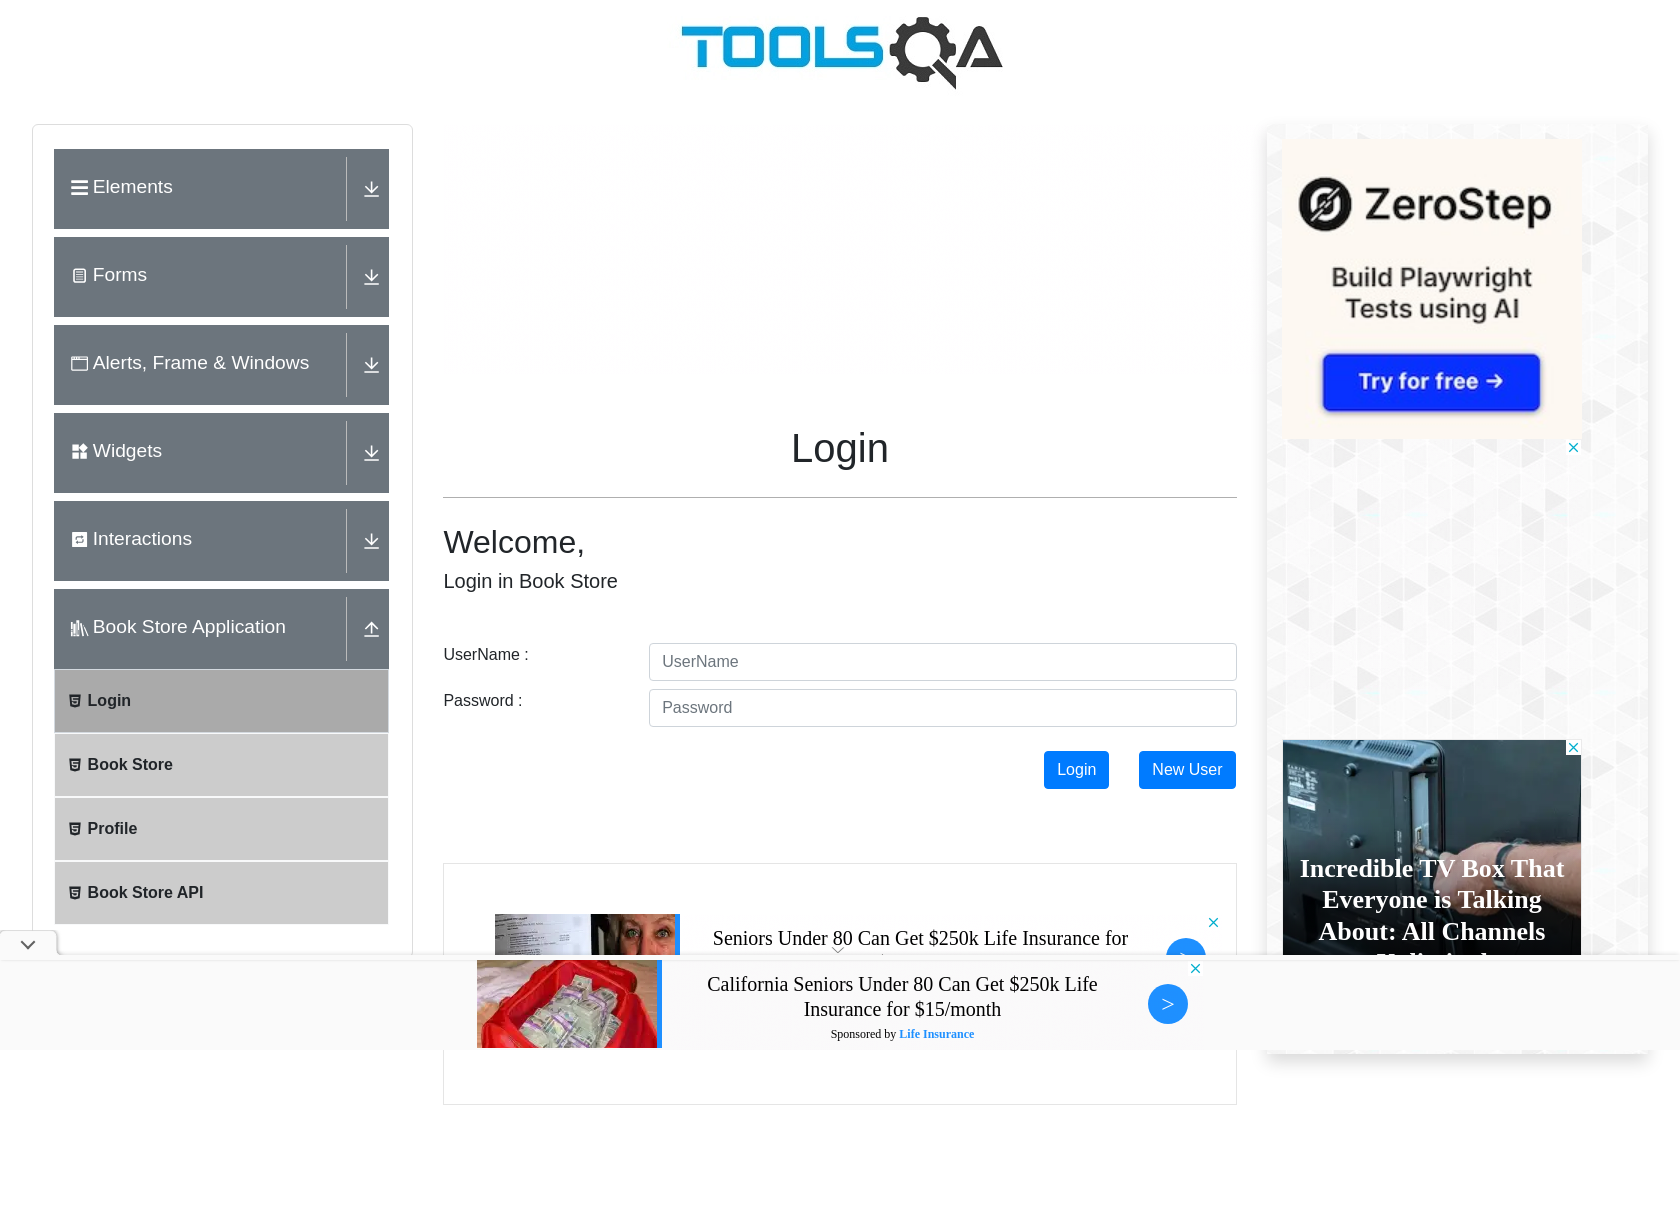 TOOLSQA
Elements
Forms
Alerts, Frame & Windows
Widgets
Interactions
Book Store Application
Login
Book Store
Profile
Book Store API
Login
Welcome,
Login in Book Store
UserName :
UserName
Password :
Password
Login
New User
Seniors Under 80 Can Get $250k Life Insurance for
California Seniors Under 80 Can Get $250k Life
Insurance for $15/month
Sponsored by Life Insurance
>
ZeroStep
Build Playwright
Tests using AI
Try for free →
Incredible TV Box That
Everyone is Talking
About: All Channels